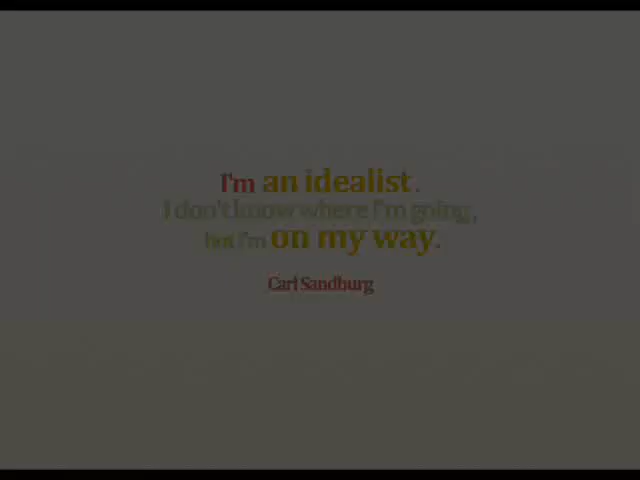 I'm an idealist.
I don't know where I'm going,
but I'm on my way.
Carl Sandburg